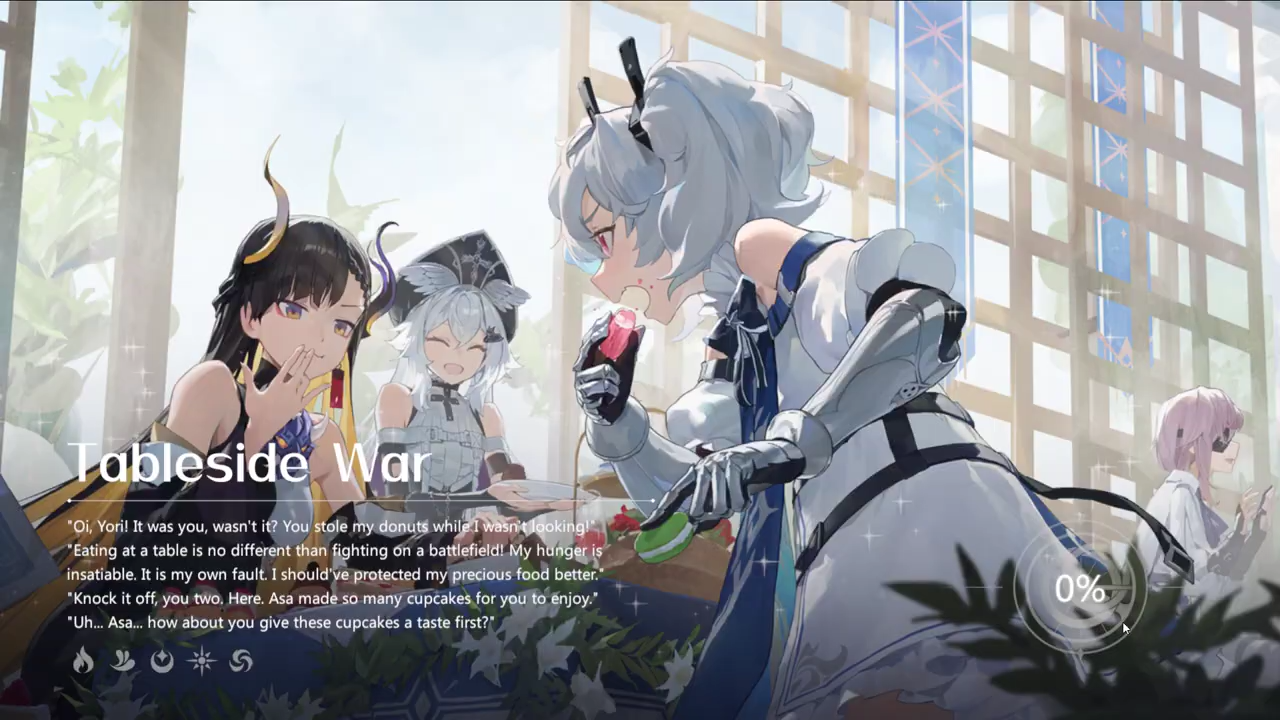 Tableside War
"Oi, Yori! It was you, wasn't it? You stole my donuts while I wasn't looking!"
"Eating at a table is no different than fighting on a battlefield! My hunger is
insatiable. It is my own fault. I should've protected my precious food better."
"Knock it off, you two. Here. Asa made so many cupcakes for you to enjoy."
"Uh... Asa... how about you give these cupcakes a taste first?"
0%